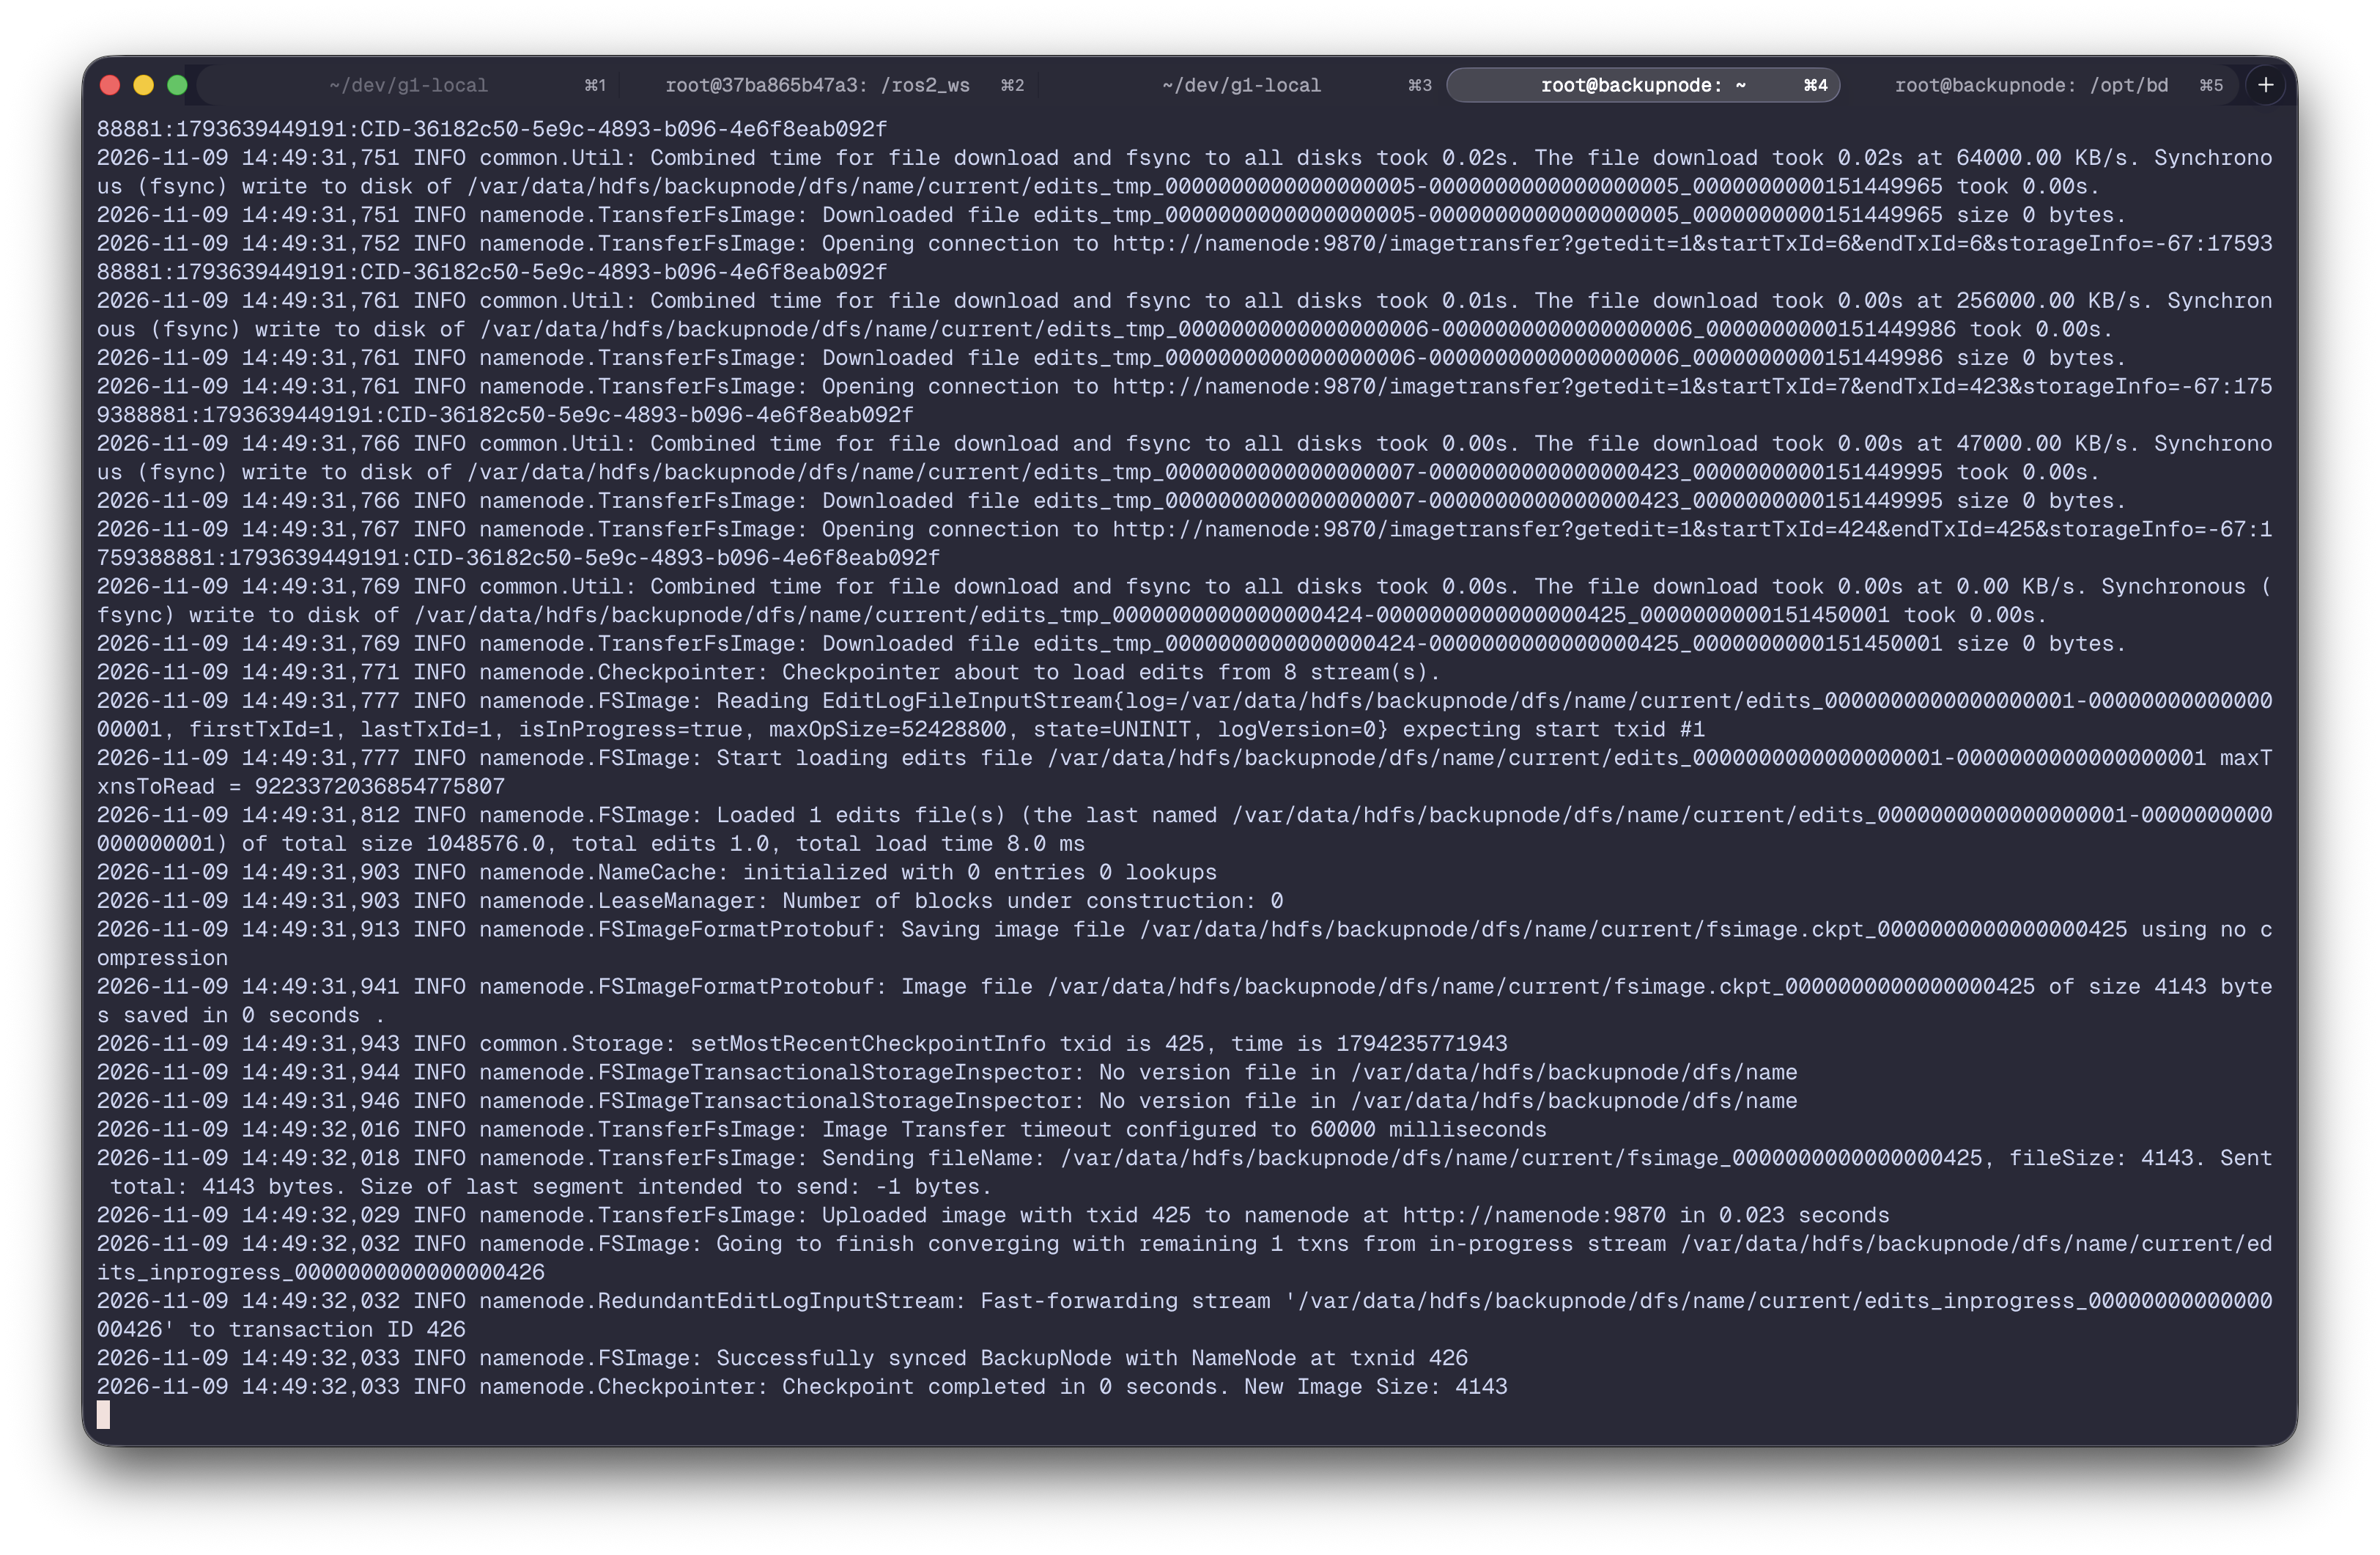 ~/dev/g1-local ⌘1 root@37ba865b47a3: /ros2_ws ⌘2 ~/dev/g1-local ⌘3 root@backupnode: ~ ⌘4 root@backupnode: /opt/bd ⌘5 +
88881:1793639449191:CID-36182c50-5e9c-4893-b096-4e6f8eab092f
2026-11-09 14:49:31,751 INFO common.Util: Combined time for file download and fsync to all disks took 0.02s. The file download took 0.02s at 64000.00 KB/s. Synchrono
us (fsync) write to disk of /var/data/hdfs/backupnode/dfs/name/current/edits_tmp_0000000000000000005-0000000000000000005_0000000000151449965 took 0.00s.
2026-11-09 14:49:31,751 INFO namenode.TransferFsImage: Downloaded file edits_tmp_0000000000000000005-0000000000000000005_0000000000151449965 size 0 bytes.
2026-11-09 14:49:31,752 INFO namenode.TransferFsImage: Opening connection to http://namenode:9870/imagetransfer?getedit=1&startTxId=6&endTxId=6&storageInfo=-67:17593
88881:1793639449191:CID-36182c50-5e9c-4893-b096-4e6f8eab092f
2026-11-09 14:49:31,761 INFO common.Util: Combined time for file download and fsync to all disks took 0.01s. The file download took 0.00s at 256000.00 KB/s. Synchron
ous (fsync) write to disk of /var/data/hdfs/backupnode/dfs/name/current/edits_tmp_0000000000000000006-0000000000000000006_0000000000151449986 took 0.00s.
2026-11-09 14:49:31,761 INFO namenode.TransferFsImage: Downloaded file edits_tmp_0000000000000000006-0000000000000000006_0000000000151449986 size 0 bytes.
2026-11-09 14:49:31,761 INFO namenode.TransferFsImage: Opening connection to http://namenode:9870/imagetransfer?getedit=1&startTxId=7&endTxId=423&storageInfo=-67:175
9388881:1793639449191:CID-36182c50-5e9c-4893-b096-4e6f8eab092f
2026-11-09 14:49:31,766 INFO common.Util: Combined time for file download and fsync to all disks took 0.00s. The file download took 0.00s at 47000.00 KB/s. Synchrono
us (fsync) write to disk of /var/data/hdfs/backupnode/dfs/name/current/edits_tmp_0000000000000000007-0000000000000000423_0000000000151449995 took 0.00s.
2026-11-09 14:49:31,766 INFO namenode.TransferFsImage: Downloaded file edits_tmp_0000000000000000007-0000000000000000423_0000000000151449995 size 0 bytes.
2026-11-09 14:49:31,767 INFO namenode.TransferFsImage: Opening connection to http://namenode:9870/imagetransfer?getedit=1&startTxId=424&endTxId=425&storageInfo=-67:1
759388881:1793639449191:CID-36182c50-5e9c-4893-b096-4e6f8eab092f
2026-11-09 14:49:31,769 INFO common.Util: Combined time for file download and fsync to all disks took 0.00s. The file download took 0.00s at 0.00 KB/s. Synchronous (
fsync) write to disk of /var/data/hdfs/backupnode/dfs/name/current/edits_tmp_0000000000000000424-0000000000000000425_0000000000151450001 took 0.00s.
2026-11-09 14:49:31,769 INFO namenode.TransferFsImage: Downloaded file edits_tmp_0000000000000000424-0000000000000000425_0000000000151450001 size 0 bytes.
2026-11-09 14:49:31,771 INFO namenode.Checkpointer: Checkpointer about to load edits from 8 stream(s).
2026-11-09 14:49:31,777 INFO namenode.FSImage: Reading EditLogFileInputStream{log=/var/data/hdfs/backupnode/dfs/name/current/edits_0000000000000000001-00000000000000
00001, firstTxId=1, lastTxId=1, isInProgress=true, maxOpSize=52428800, state=UNINIT, logVersion=0} expecting start txid #1
2026-11-09 14:49:31,777 INFO namenode.FSImage: Start loading edits file /var/data/hdfs/backupnode/dfs/name/current/edits_0000000000000000001-0000000000000000001 maxT
xnsToRead = 9223372036854775807
2026-11-09 14:49:31,812 INFO namenode.FSImage: Loaded 1 edits file(s) (the last named /var/data/hdfs/backupnode/dfs/name/current/edits_0000000000000000001-0000000000
000000001) of total size 1048576.0, total edits 1.0, total load time 8.0 ms
2026-11-09 14:49:31,903 INFO namenode.NameCache: initialized with 0 entries 0 lookups
2026-11-09 14:49:31,903 INFO namenode.LeaseManager: Number of blocks under construction: 0
2026-11-09 14:49:31,913 INFO namenode.FSImageFormatProtobuf: Saving image file /var/data/hdfs/backupnode/dfs/name/current/fsimage.ckpt_0000000000000000425 using no c
ompression
2026-11-09 14:49:31,941 INFO namenode.FSImageFormatProtobuf: Image file /var/data/hdfs/backupnode/dfs/name/current/fsimage.ckpt_0000000000000000425 of size 4143 byte
s saved in 0 seconds .
2026-11-09 14:49:31,943 INFO common.Storage: setMostRecentCheckpointInfo txid is 425, time is 1794235771943
2026-11-09 14:49:31,944 INFO namenode.FSImageTransactionalStorageInspector: No version file in /var/data/hdfs/backupnode/dfs/name
2026-11-09 14:49:31,946 INFO namenode.FSImageTransactionalStorageInspector: No version file in /var/data/hdfs/backupnode/dfs/name
2026-11-09 14:49:32,016 INFO namenode.TransferFsImage: Image Transfer timeout configured to 60000 milliseconds
2026-11-09 14:49:32,018 INFO namenode.TransferFsImage: Sending fileName: /var/data/hdfs/backupnode/dfs/name/current/fsimage_0000000000000000425, fileSize: 4143. Sent
 total: 4143 bytes. Size of last segment intended to send: -1 bytes.
2026-11-09 14:49:32,029 INFO namenode.TransferFsImage: Uploaded image with txid 425 to namenode at http://namenode:9870 in 0.023 seconds
2026-11-09 14:49:32,032 INFO namenode.FSImage: Going to finish converging with remaining 1 txns from in-progress stream /var/data/hdfs/backupnode/dfs/name/current/ed
its_inprogress_0000000000000000426
2026-11-09 14:49:32,032 INFO namenode.RedundantEditLogInputStream: Fast-forwarding stream '/var/data/hdfs/backupnode/dfs/name/current/edits_inprogress_00000000000000
00426' to transaction ID 426
2026-11-09 14:49:32,033 INFO namenode.FSImage: Successfully synced BackupNode with NameNode at txnid 426
2026-11-09 14:49:32,033 INFO namenode.Checkpointer: Checkpoint completed in 0 seconds. New Image Size: 4143